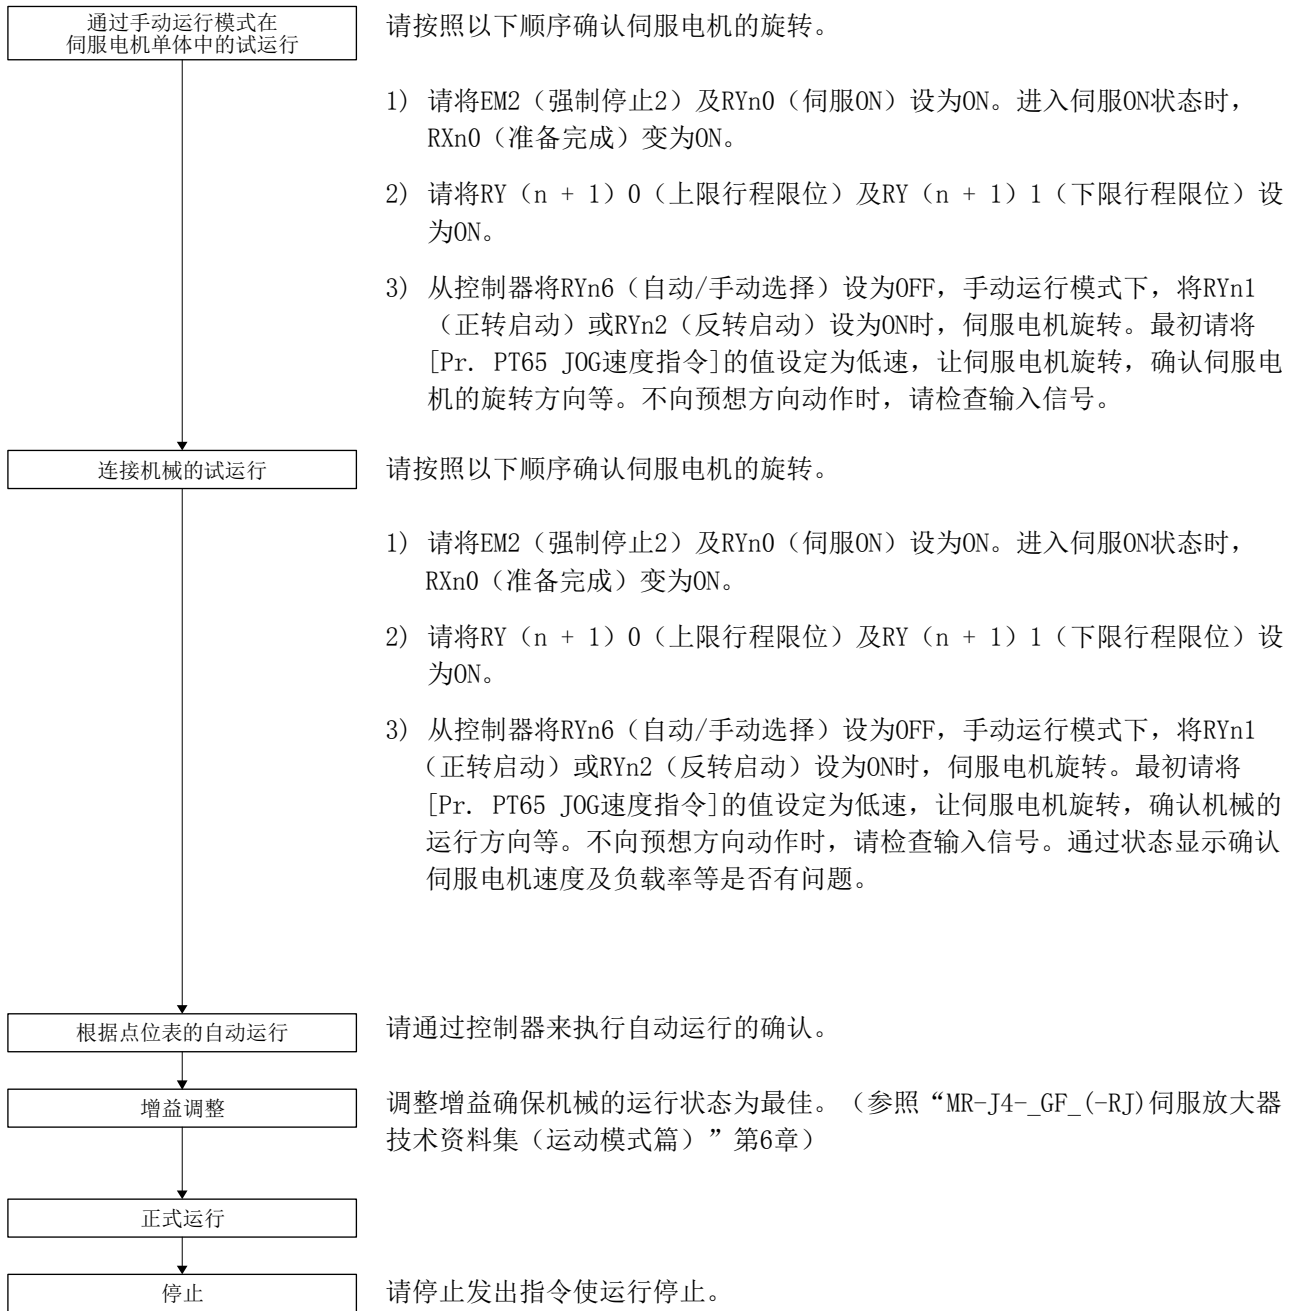 通过手动运行模式在
伺服电机单体中的试运行
请按照以下顺序确认伺服电机的旋转。
1) 请将EM2（强制停止2）及RYn0（伺服ON）设为ON。进入伺服ON状态时，
RXn0（准备完成）变为ON。
2) 请将RY（n + 1）0（上限行程限位）及RY（n + 1）1（下限行程限位）设
为ON。
3) 从控制器将RYn6（自动/手动选择）设为OFF，手动运行模式下，将RYn1
（正转启动）或RYn2（反转启动）设为ON时，伺服电机旋转。最初请将
[Pr. PT65 JOG速度指令]的值设定为低速，让伺服电机旋转，确认伺服电
机的旋转方向等。不向预想方向动作时，请检查输入信号。
连接机械的试运行
请按照以下顺序确认伺服电机的旋转。
1) 请将EM2（强制停止2）及RYn0（伺服ON）设为ON。进入伺服ON状态时，
RXn0（准备完成）变为ON。
2) 请将RY（n + 1）0（上限行程限位）及RY（n + 1）1（下限行程限位）设
为ON。
3) 从控制器将RYn6（自动/手动选择）设为OFF，手动运行模式下，将RYn1
（正转启动）或RYn2（反转启动）设为ON时，伺服电机旋转。最初请将
[Pr. PT65 JOG速度指令]的值设定为低速，让伺服电机旋转，确认机械的
运行方向等。不向预想方向动作时，请检查输入信号。通过状态显示确认
伺服电机速度及负载率等是否有问题。
根据点位表的自动运行
请通过控制器来执行自动运行的确认。
增益调整
调整增益确保机械的运行状态为最佳。（参照“MR-J4-_GF_(-RJ)伺服放大器
技术资料集（运动模式篇）”第6章）
正式运行
停止
请停止发出指令使运行停止。